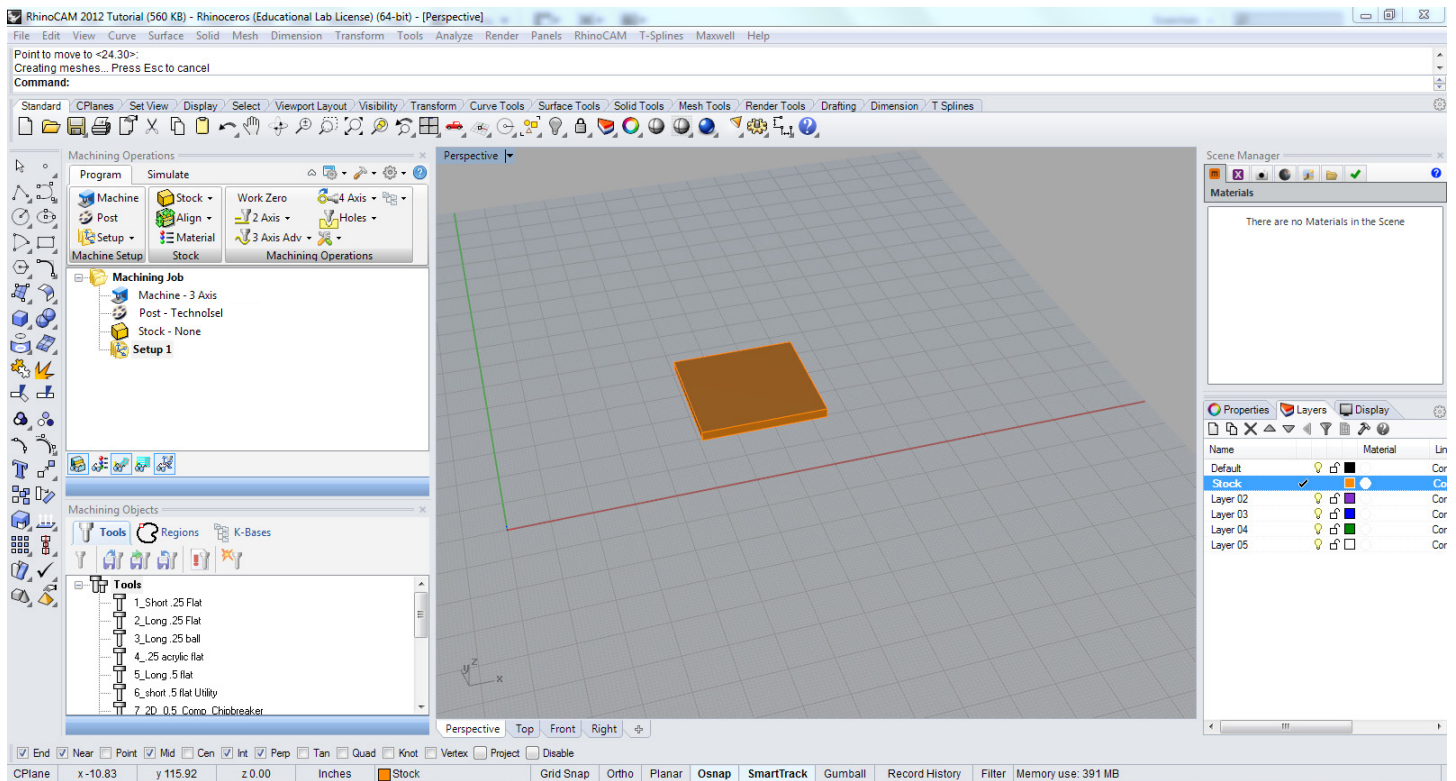 RhinoCAM 2012 Tutorial (560 KB) - Rhinoceros (Educational Lab License) (64-bit) - [Perspective]
File Edit View Curve Surface Solid Mesh Dimension Transform Tools Analyze Render Panels RhinoCAM T-Splines Maxwell Help
Point to move to <24.30>:
Creating meshes... Press Esc to cancel
Command:
Standard CPlanes Set View Display Select Viewport Layout Visibility Transform Curve Tools Surface Tools Solid Tools Mesh Tools Render Tools Drafting Dimension T Splines
Machining Operations
Program Simulate
Machine Stock Work Zero 4 Axis
Post Align 2 Axis Holes
Setup Material 3 Axis Adv
Machine Setup Stock Machining Operations
Machining Job
Machine - 3 Axis
Post - TechnoIsel
Stock - None
Setup 1
Machining Objects
Tools Regions K-Bases
Tools
1_Short .25 Flat
2_Long .25 Flat
3_Long .25 ball
4_.25 acrylic flat
5_Long .5 flat
6_short .5 flat Utility
7_2D_0.5_Comp_Chipbreaker
Perspective
z
y
x
Perspective Top Front Right
Scene Manager
Materials
There are no Materials in the Scene
Properties Layers Display
Name Material Lin
Default Cor
Stock Co
Layer 02 Cor
Layer 03 Cor
Layer 04 Cor
Layer 05 Cor
End Near Point Mid Cen Int Perp Tan Quad Knot Vertex Project Disable
CPlane x -10.83 y 115.92 z 0.00 Inches Stock Grid Snap Ortho Planar Osnap SmartTrack Gumball Record History Filter Memory use: 391 MB